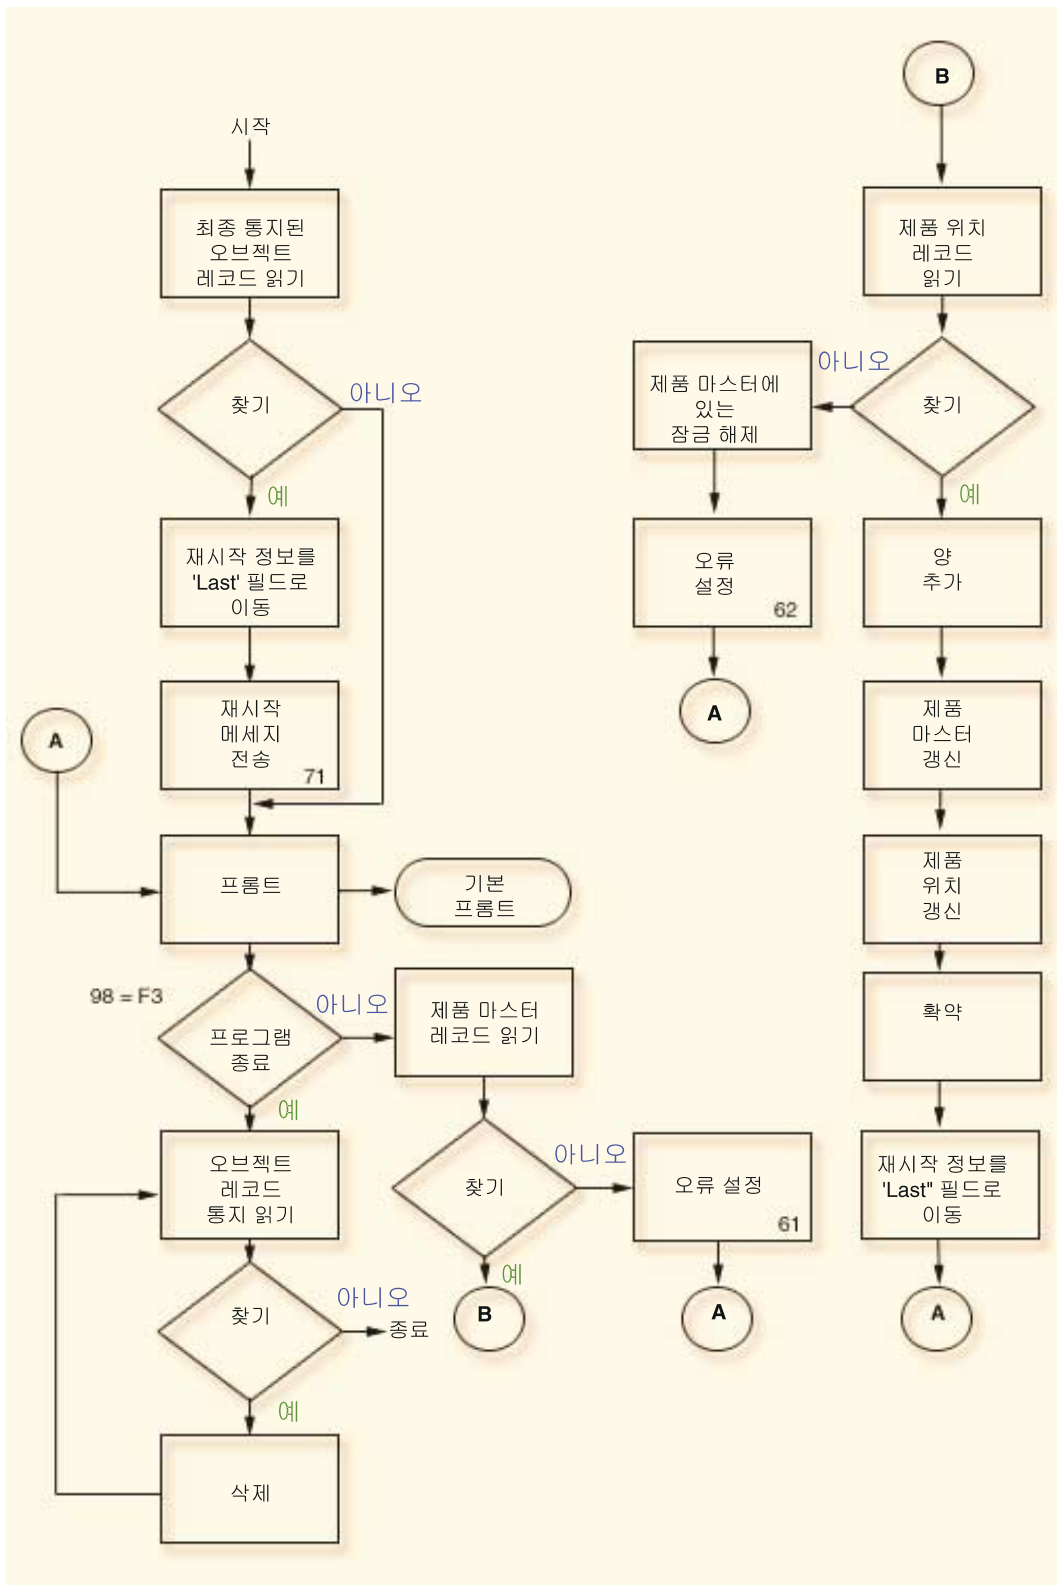 시작
최종 통지된
오브젝트
레코드 읽기
찾기
아니오
예
재시작 정보를
'Last' 필드로
이동
재시작
메세지
전송
71
A
프롬트
기본
프롬트
98 = F3
프로그램
종료
아니오
예
제품 마스터
레코드 읽기
찾기
아니오
예
B
오류 설정
61
A
오브젝트
레코드
통지 읽기
찾기
아니오
종료
예
삭제
B
제품 위치
레코드
읽기
찾기
아니오
예
제품 마스터에
있는
잠금 해제
오류
설정
62
A
양
추가
제품
마스터
갱신
제품
위치
갱신
확약
재시작 정보를
'Last" 필드로
이동
A